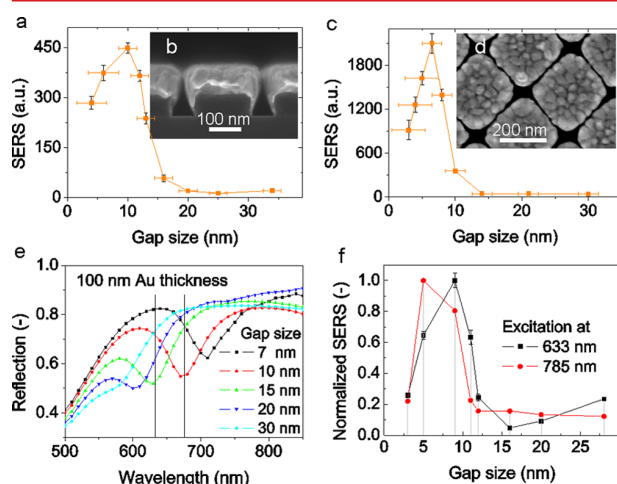 a
b
100 nm
SERS (a.u.)
450
300
150
0
0 10 20 30
Gap size (nm)
c
d
200 nm
SERS (a.u.)
1800
1200
600
0
0 10 20 30
Gap size (nm)
e
100 nm Au thickness
Gap size
7 nm
10 nm
15 nm
20 nm
30 nm
Reflection (-)
1.0
0.8
0.6
0.4
500 600 700 800
Wavelength (nm)
f
Excitation at
633 nm
785 nm
Normalized SERS (-)
1.0
0.8
0.6
0.4
0.2
0.0
0 5 10 15 20 25
Gap size (nm)